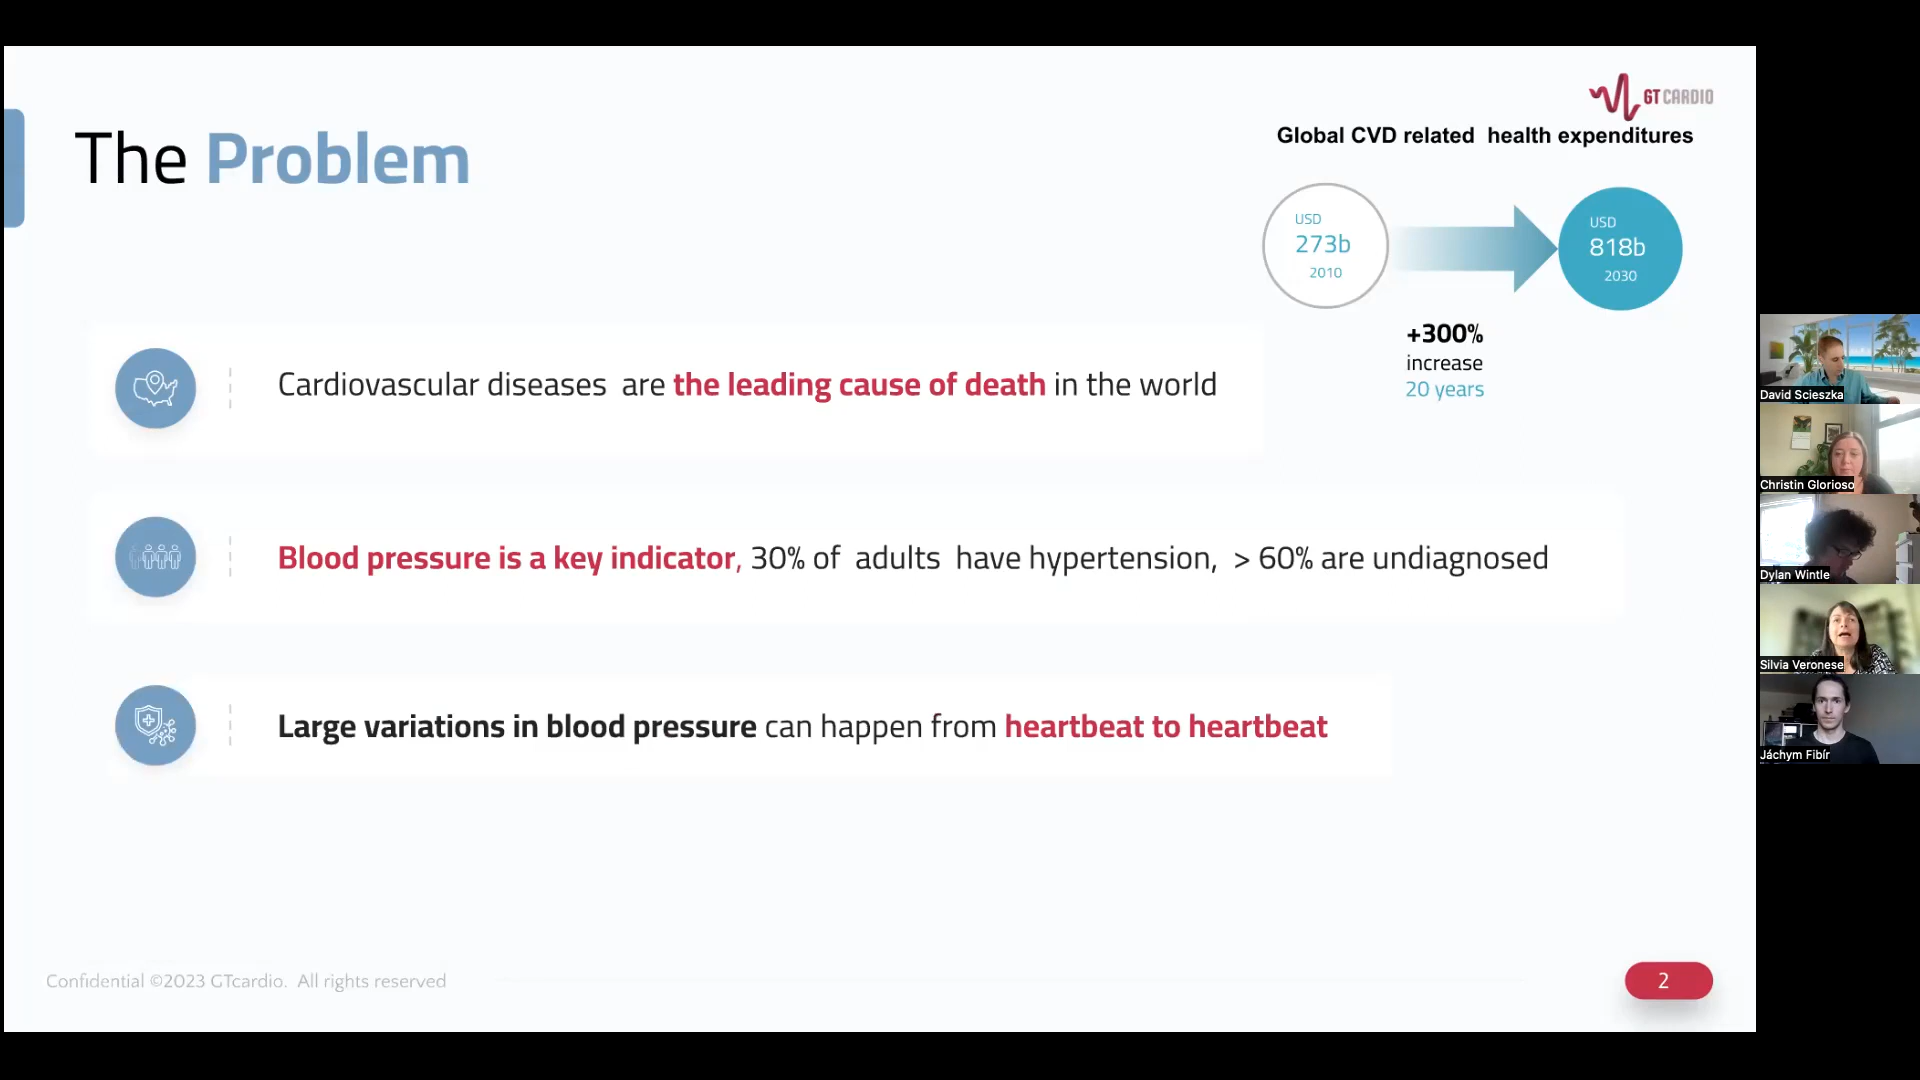 GT CARDIO
The Problem
Global CVD related health expenditures
USD
273b
2010
USD
818b
2030
+300%
increase
20 years
Cardiovascular diseases are the leading cause of death in the world
Blood pressure is a key indicator, 30% of adults have hypertension, > 60% are undiagnosed
Large variations in blood pressure can happen from heartbeat to heartbeat
Confidential ©2023 GTcardio. All rights reserved
2
David Scieszka
Christin Glorioso
Dylan Wintle
Silvia Veronese
Jáchym Fibír